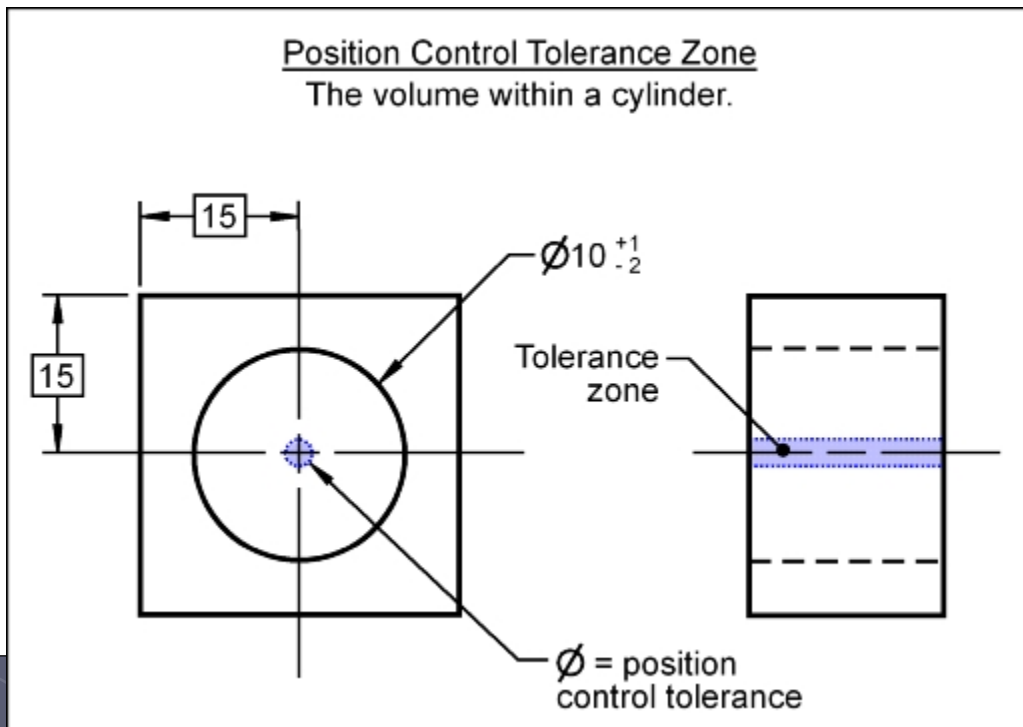 Position Control Tolerance Zone
The volume within a cylinder.
15
Ø10 +1 - 2
15
Tolerance
zone
Ø = position
control tolerance